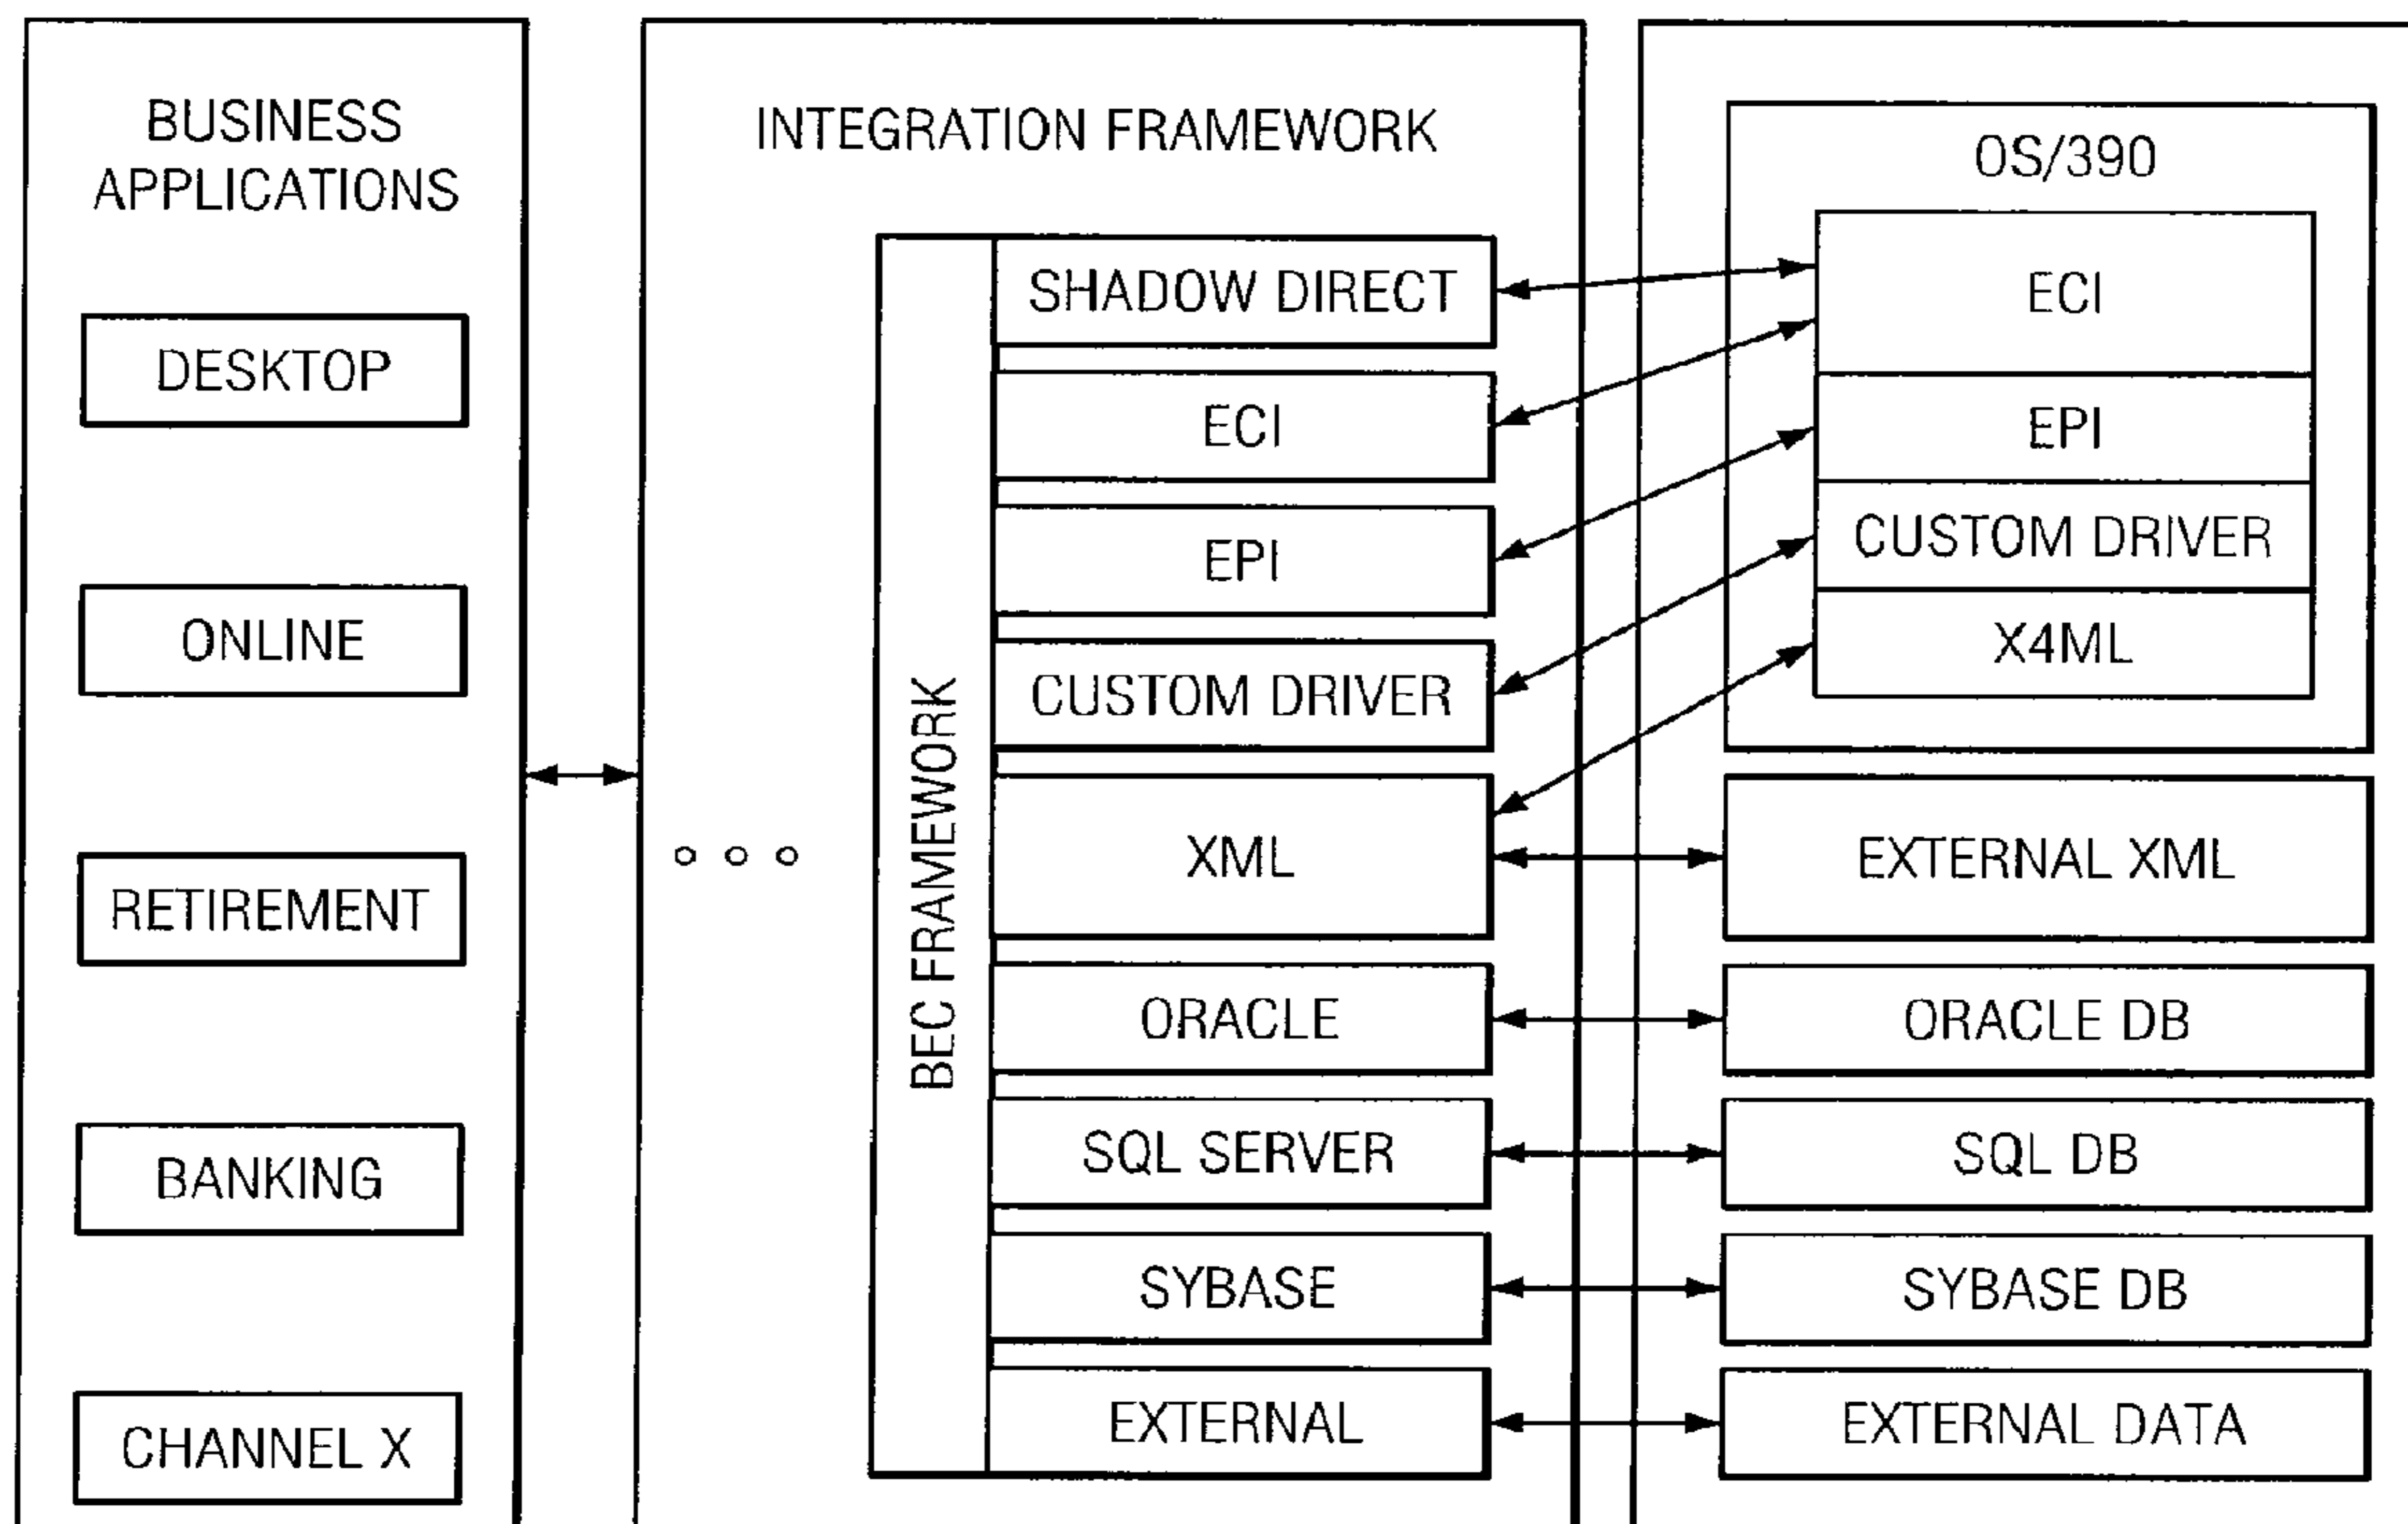 BUSINESS
APPLICATIONS
DESKTOP
ONLINE
RETIREMENT
BANKING
CHANNEL X
INTEGRATION FRAMEWORK
BEC FRAMEWORK
SHADOW DIRECT
ECI
EPI
CUSTOM DRIVER
XML
ORACLE
SQL SERVER
SYBASE
EXTERNAL
OS/390
ECI
EPI
CUSTOM DRIVER
X4ML
EXTERNAL XML
ORACLE DB
SQL DB
SYBASE DB
EXTERNAL DATA